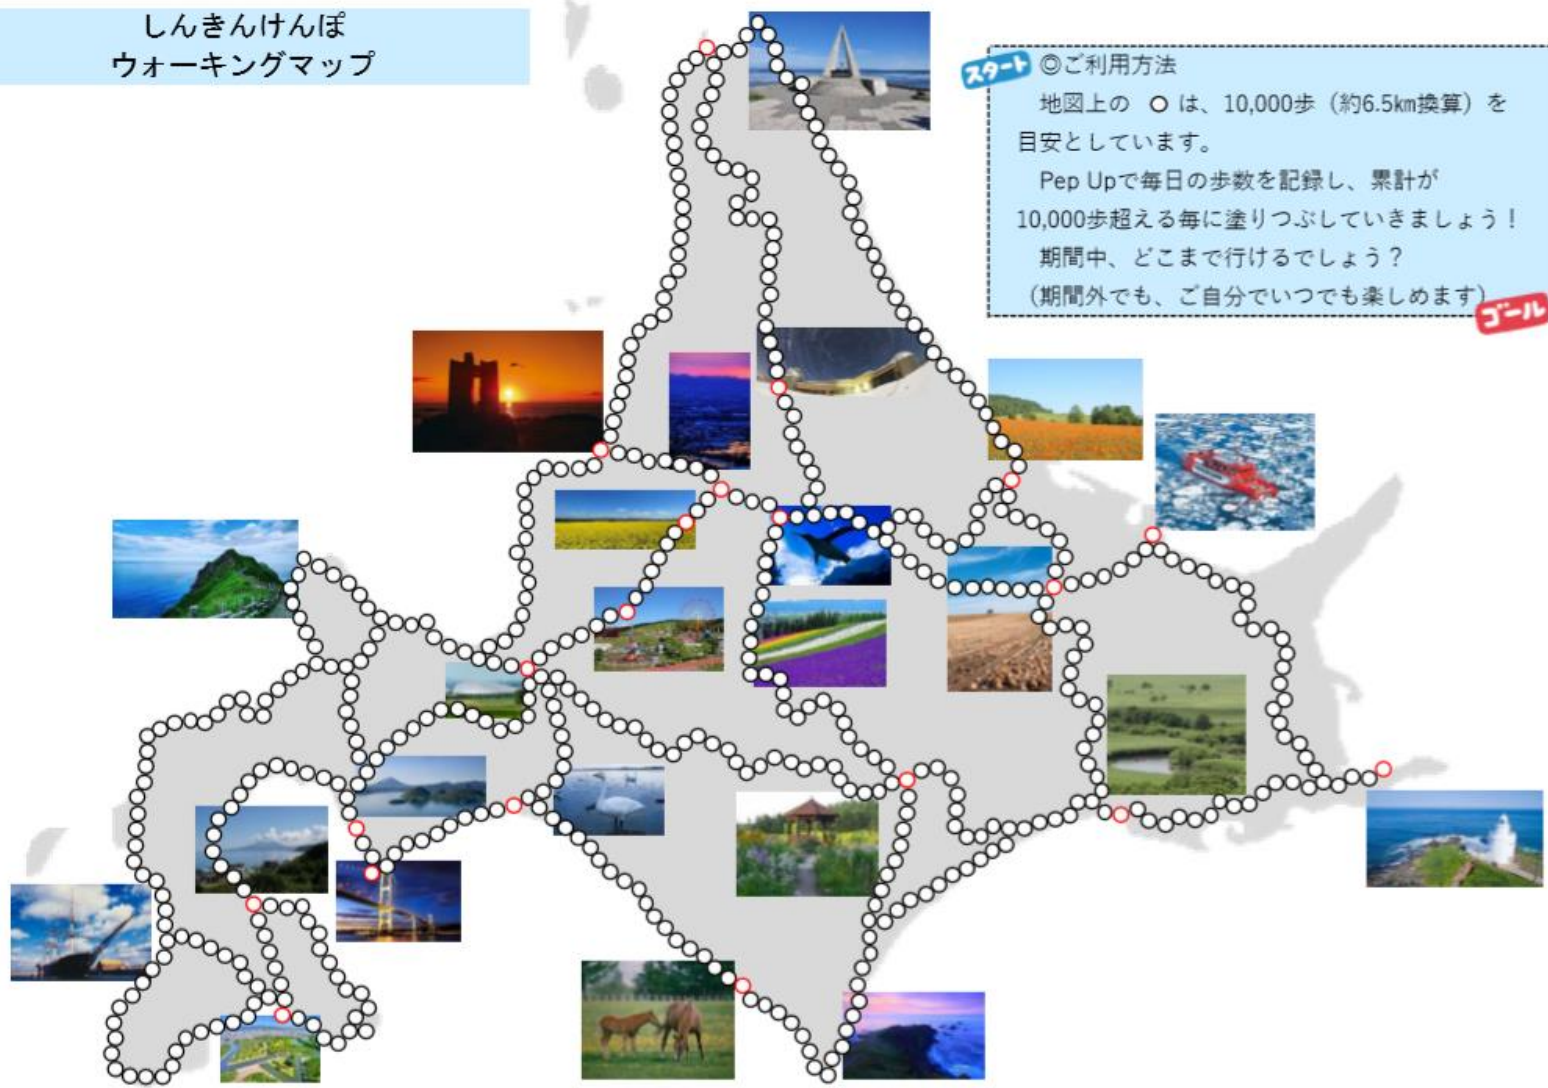 しんきんけんぽ
ウォーキングマップ
スタート
◎ご利用方法
地図上の ○ は、10,000歩（約6.5㎞換算）を
目安としています。
Pep Upで毎日の歩数を記録し、累計が
10,000歩超える毎に塗りつぶしていきましょう！
期間中、どこまで行けるでしょう？
（期間外でも、ご自分でいつでも楽しめます）
ゴール